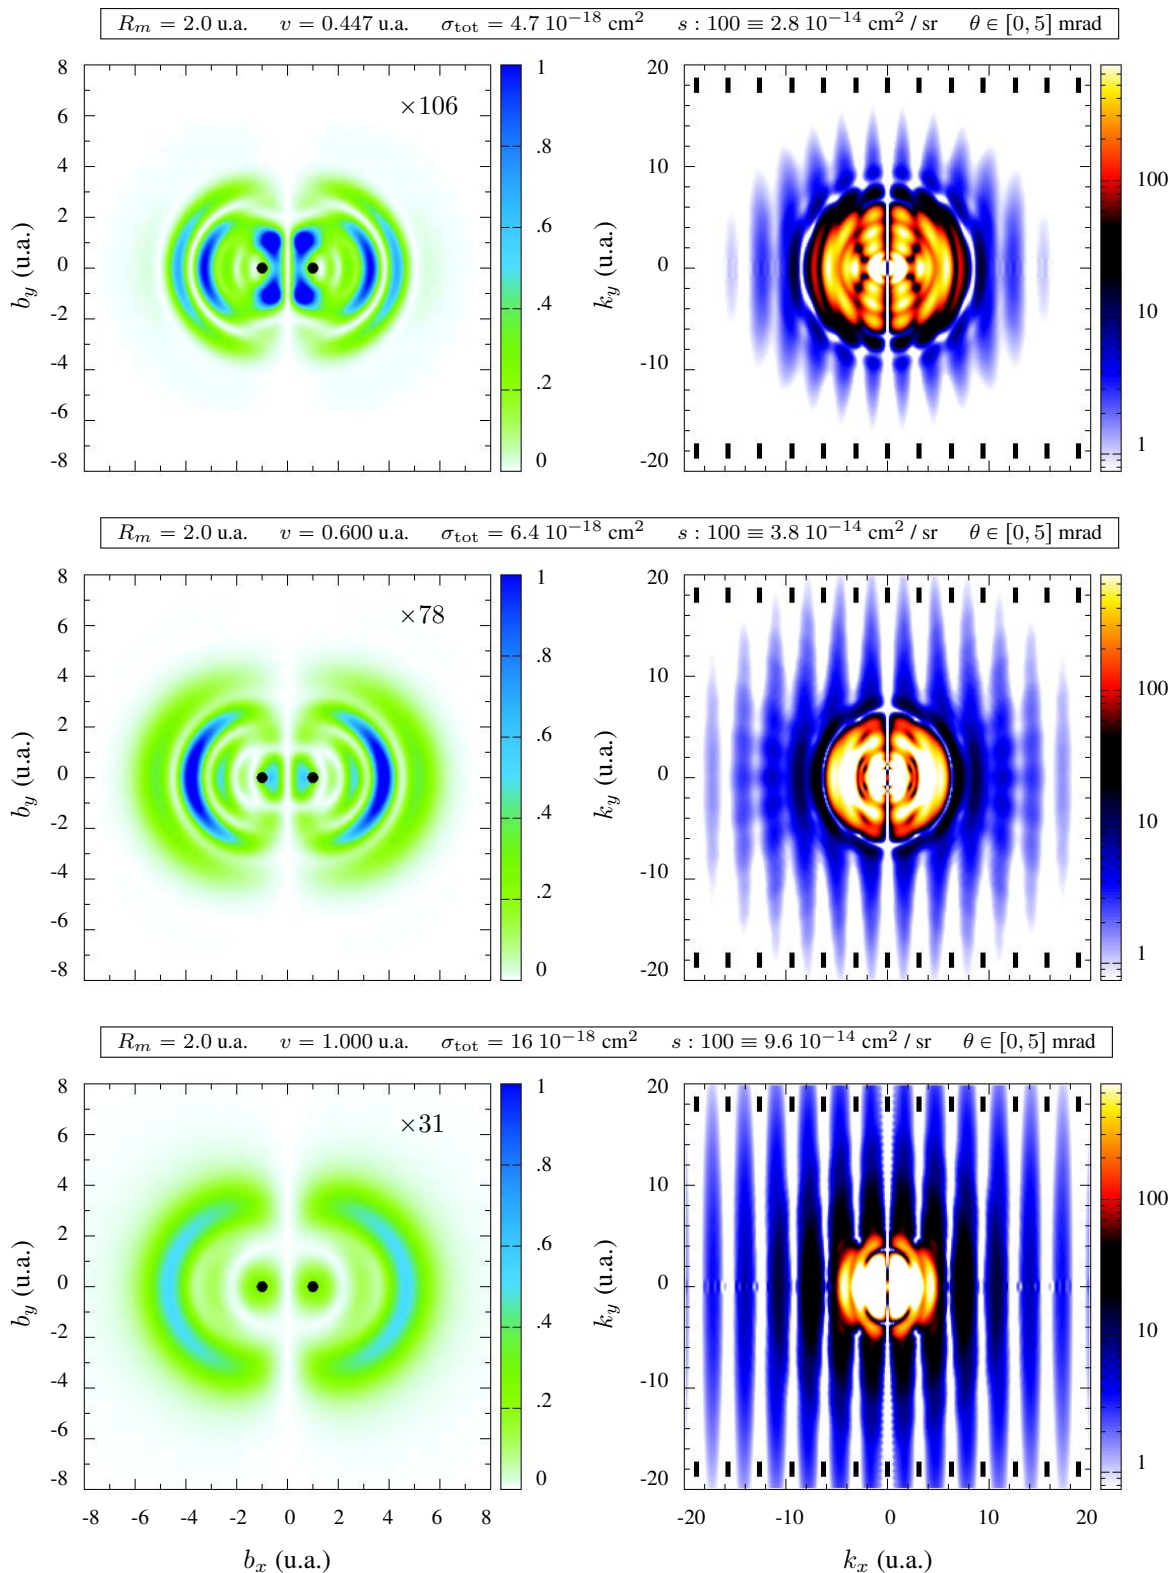 R_m = 2.0 u.a. v = 0.447 u.a. σ_tot = 4.7 10^−18 cm^2 s : 100 ≡ 2.8 10^−14 cm^2 / sr θ ∈ [0, 5] mrad
8 1 20
×106
6 .8
4 10 100
2 .6
b_y (u.a.) 0 k_y (u.a.) 0
-2 .4 10
-4 .2 -10
-6 1
-8 0 -20
R_m = 2.0 u.a. v = 0.600 u.a. σ_tot = 6.4 10^−18 cm^2 s : 100 ≡ 3.8 10^−14 cm^2 / sr θ ∈ [0, 5] mrad
8 1 20
×78
6 .8
4 10 100
2 .6
b_y (u.a.) 0 k_y (u.a.) 0
-2 .4 10
-4 .2 -10
-6 1
-8 0 -20
R_m = 2.0 u.a. v = 1.000 u.a. σ_tot = 16 10^−18 cm^2 s : 100 ≡ 9.6 10^−14 cm^2 / sr θ ∈ [0, 5] mrad
8 1 20
×31
6 .8
4 10 100
2 .6
b_y (u.a.) 0 k_y (u.a.) 0
-2 .4 10
-4 .2 -10
-6 1
-8 0 -20
-8 -6 -4 -2 0 2 4 6 8 -20 -10 0 10 20
b_x (u.a.) k_x (u.a.)